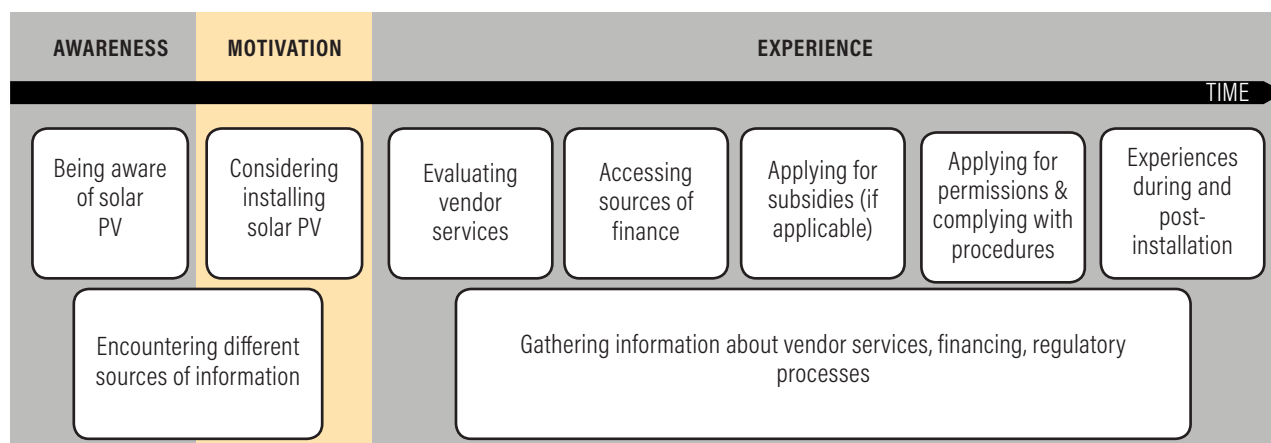 AWARENESS
MOTIVATION
EXPERIENCE
TIME
Being aware
of solar
PV
Considering
installing
solar PV
Evaluating
vendor
services
Accessing
sources of
finance
Applying for
subsidies (if
applicable)
Applying for
permissions &
complying with
procedures
Experiences
during and
post-
installation
Encountering different
sources of information
Gathering information about vendor services, financing, regulatory
processes